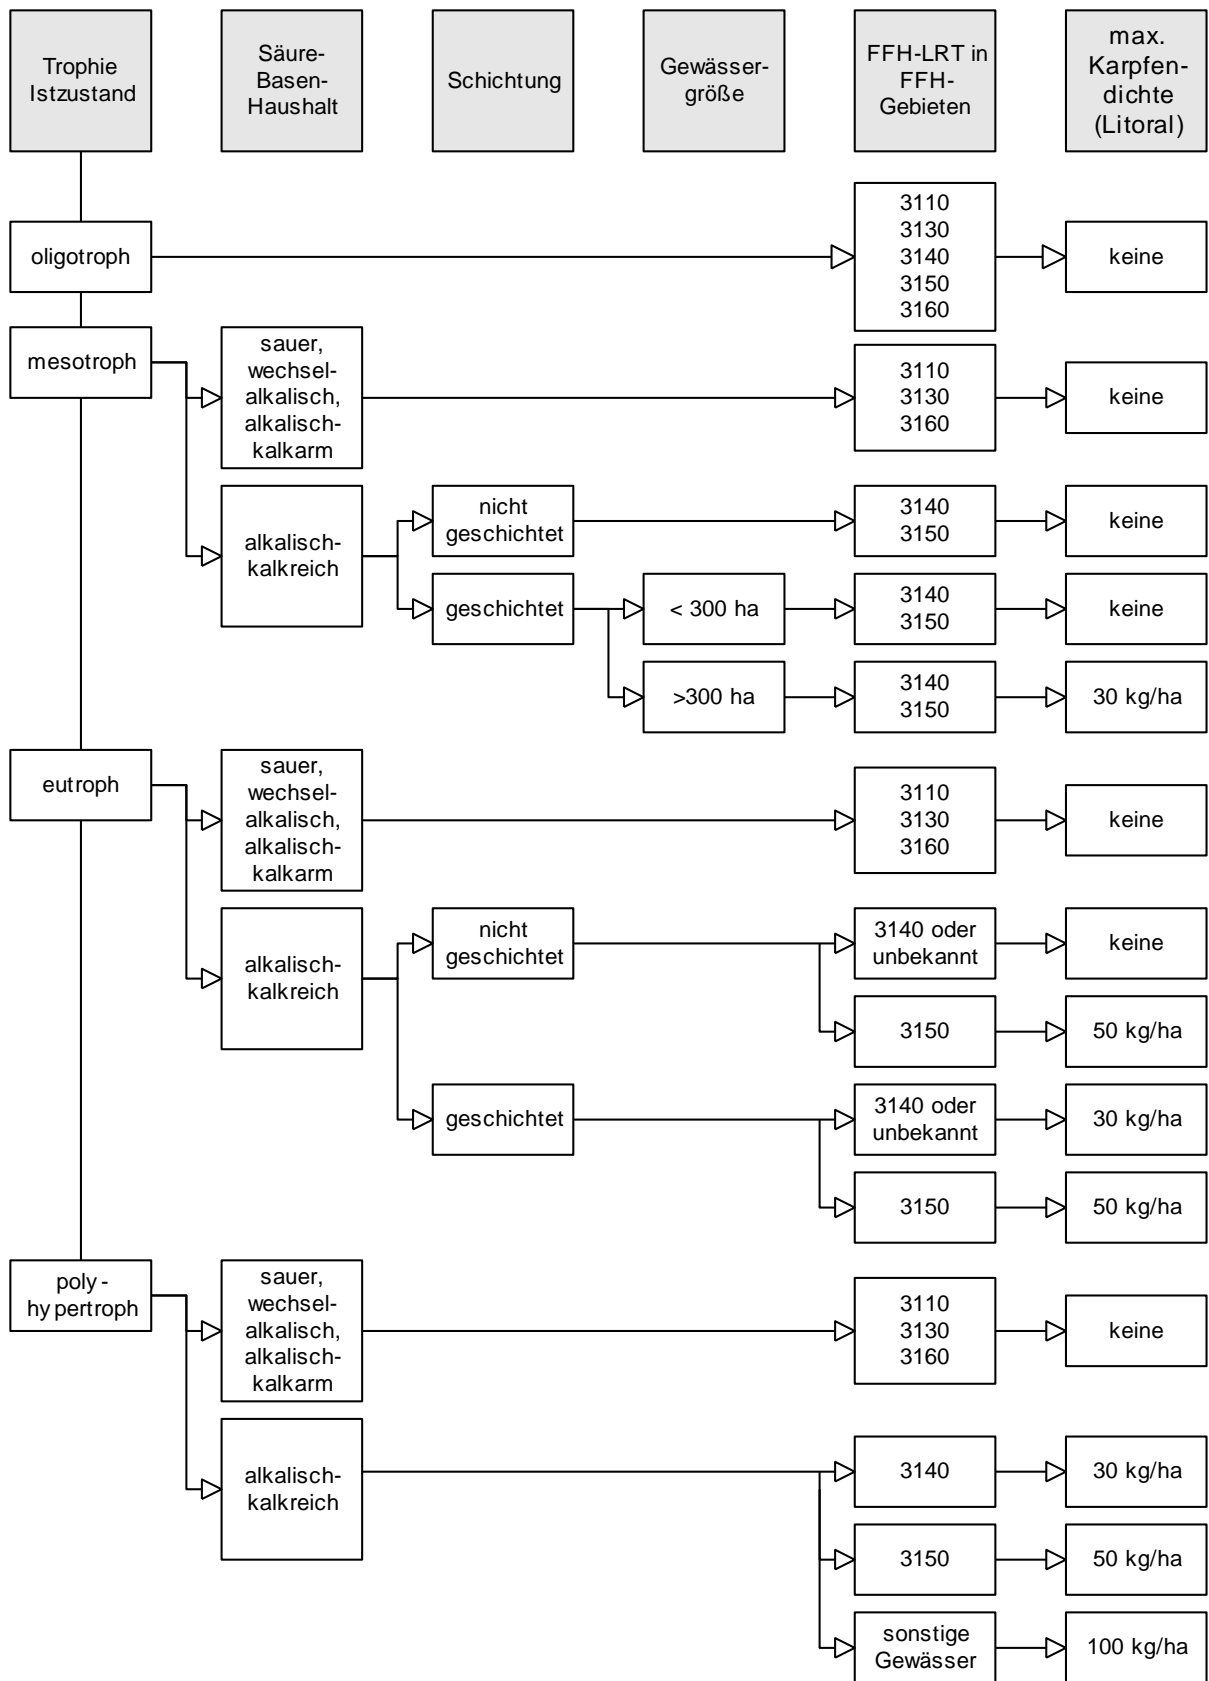 Trophie
Istzustand
Säure-
Basen-
Haushalt
Schichtung
Gewässer-
größe
FFH-LRT in
FFH-
Gebieten
max.
Karpfen-
dichte
(Litoral)
oligotroph
3110
3130
3140
3150
3160
keine
mesotroph
sauer,
wechsel-
alkalisch,
alkalisch-
kalkarm
3110
3130
3160
keine
alkalisch-
kalkreich
nicht
geschichtet
3140
3150
keine
geschichtet
< 300 ha
3140
3150
keine
>300 ha
3140
3150
30 kg/ha
eutroph
sauer,
wechsel-
alkalisch,
alkalisch-
kalkarm
3110
3130
3160
keine
alkalisch-
kalkreich
nicht
geschichtet
3140 oder
unbekannt
keine
3150
50 kg/ha
geschichtet
3140 oder
unbekannt
30 kg/ha
3150
50 kg/ha
poly-
hypertroph
sauer,
wechsel-
alkalisch,
alkalisch-
kalkarm
3110
3130
3160
keine
alkalisch-
kalkreich
3140
30 kg/ha
3150
50 kg/ha
sonstige
Gewässer
100 kg/ha